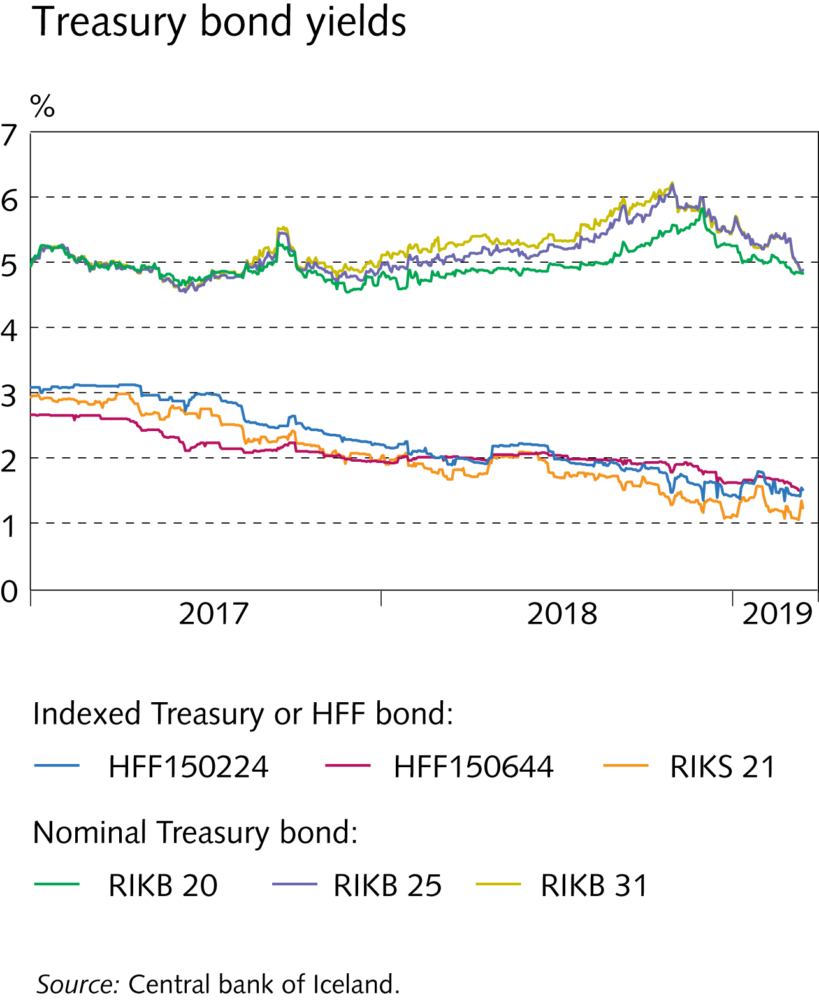 Treasury bond yields
%
7
6
5
4
3
2
1
0
2017 2018 2019
Indexed Treasury or HFF bond:
HFF150224 HFF150644 RIKS 21
Nominal Treasury bond:
RIKB 20 RIKB 25 RIKB 31
Source: Central bank of Iceland.